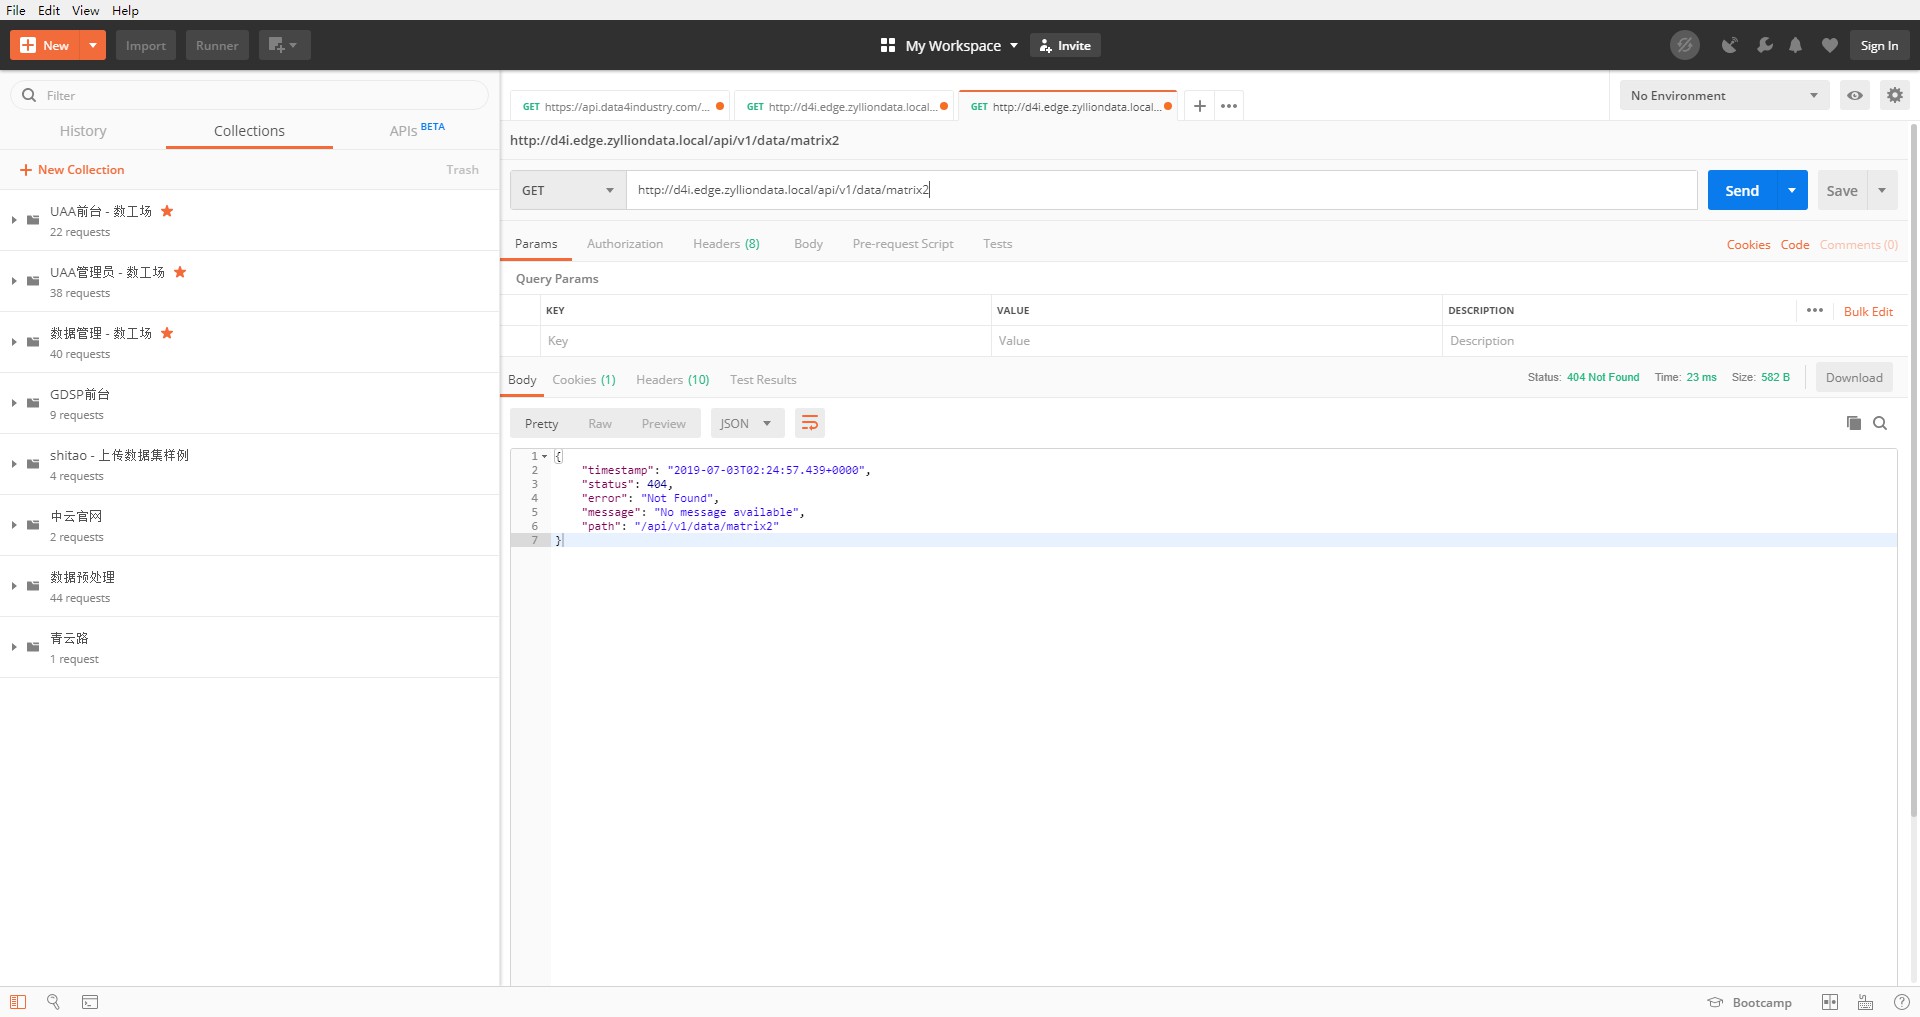 File Edit View Help
New Import Runner My Workspace Invite Sign In
Filter
History Collections APIs BETA
New Collection Trash
UAA前台 - 数工场
22 requests
UAA管理员 - 数工场
38 requests
数据管理 - 数工场
40 requests
GDSP前台
9 requests
shitao - 上传数据集样例
4 requests
中云官网
2 requests
数据预处理
44 requests
青云路
1 request
GET https://api.data4industry.com/... GET http://d4i.edge.zylliondata.local... GET http://d4i.edge.zylliondata.local... No Environment
http://d4i.edge.zylliondata.local/api/v1/data/matrix2
GET http://d4i.edge.zylliondata.local/api/v1/data/matrix2 Send Save
Params Authorization Headers (8) Body Pre-request Script Tests Cookies Code Comments (0)
Query Params
KEY VALUE DESCRIPTION Bulk Edit
Key Value Description
Body Cookies (1) Headers (10) Test Results Status: 404 Not Found Time: 23 ms Size: 582 B Download
Pretty Raw Preview JSON
1 {
2 "timestamp": "2019-07-03T02:24:57.439+0000",
3 "status": 404,
4 "error": "Not Found",
5 "message": "No message available",
6 "path": "/api/v1/data/matrix2"
7 }
Bootcamp